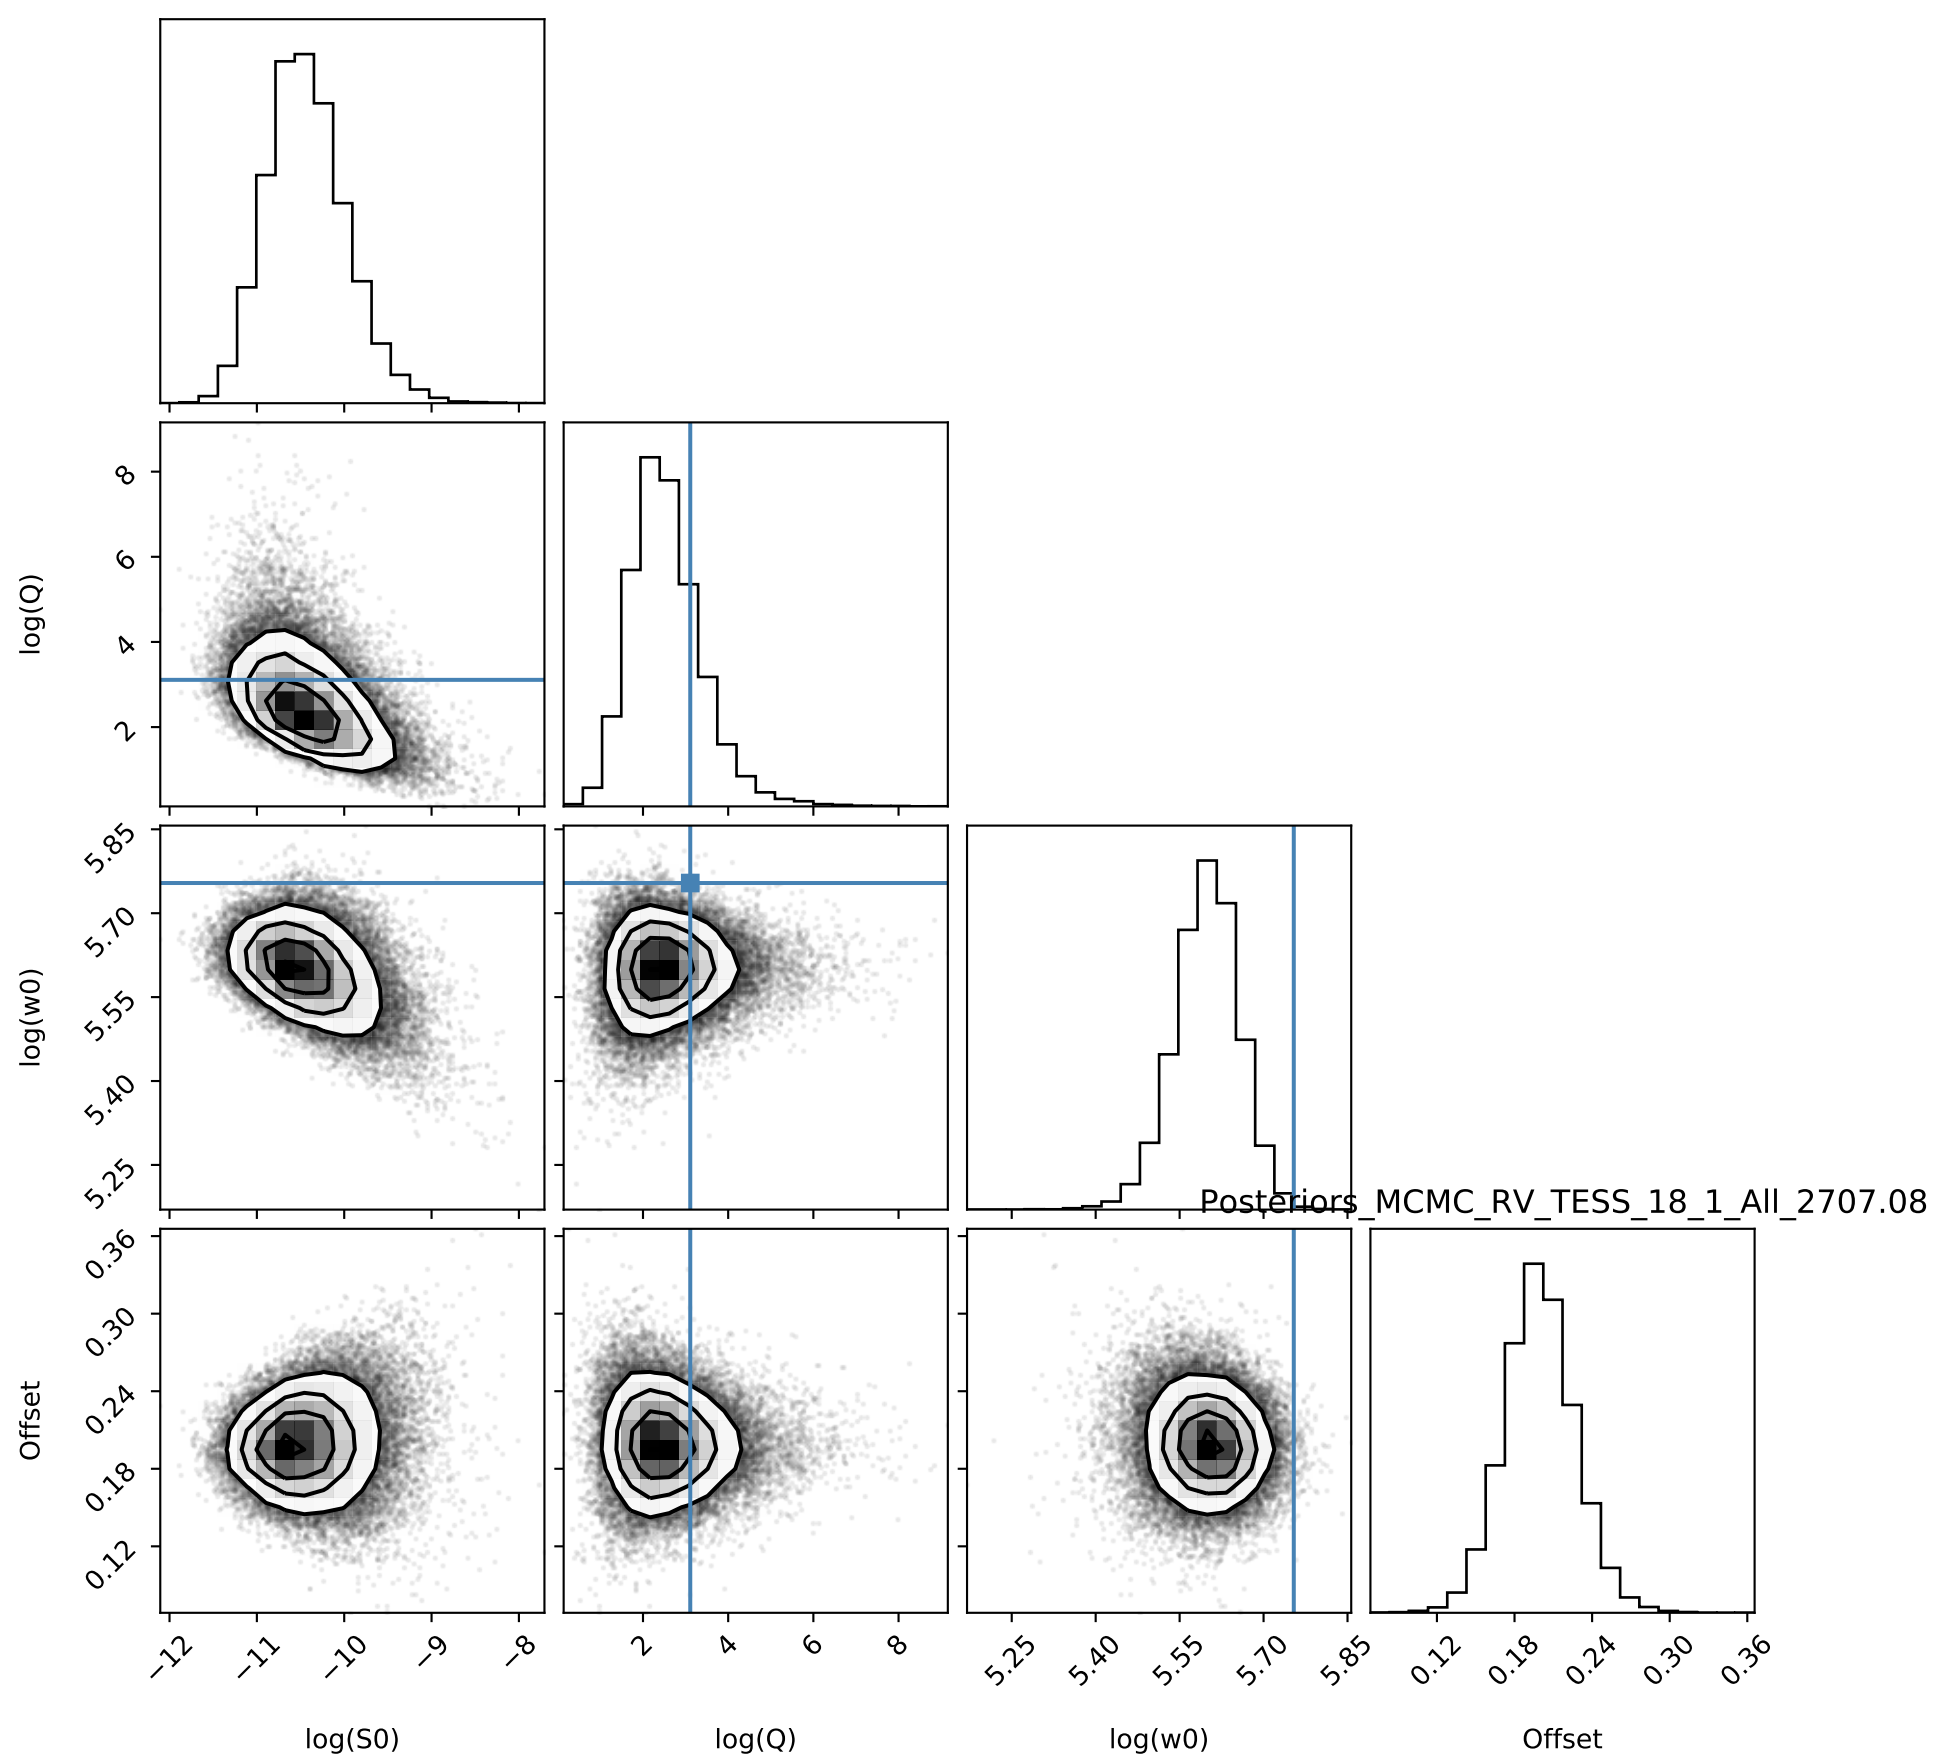 8
6
4
2
log(Q)
5.85
5.70
5.55
5.40
5.25
log(w0)
Posteriors_MCMC_RV_TESS_18_1_All_2707.08
0.36
0.30
0.24
0.18
0.12
Offset
−12 −11 −10 −9 −8
2 4 6 8
5.25 5.40 5.55 5.70 5.85
0.12 0.18 0.24 0.30 0.36
log(S0) log(Q) log(w0) Offset